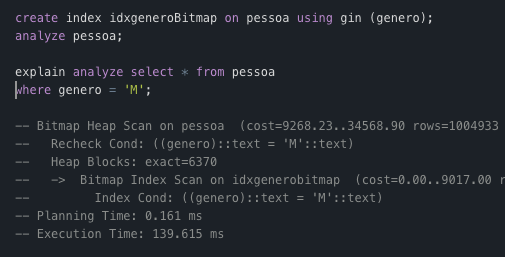 create index idxgeneroBitmap on pessoa using gin (genero);
analyze pessoa;
explain analyze select * from pessoa
where genero = 'M';
-- Bitmap Heap Scan on pessoa  (cost=9268.23..34568.90 rows=1004933
--   Recheck Cond: ((genero)::text = 'M'::text)
--   Heap Blocks: exact=6370
--   ->  Bitmap Index Scan on idxgenerobitmap  (cost=0.00..9017.00 r
--         Index Cond: ((genero)::text = 'M'::text)
-- Planning Time: 0.161 ms
-- Execution Time: 139.615 ms